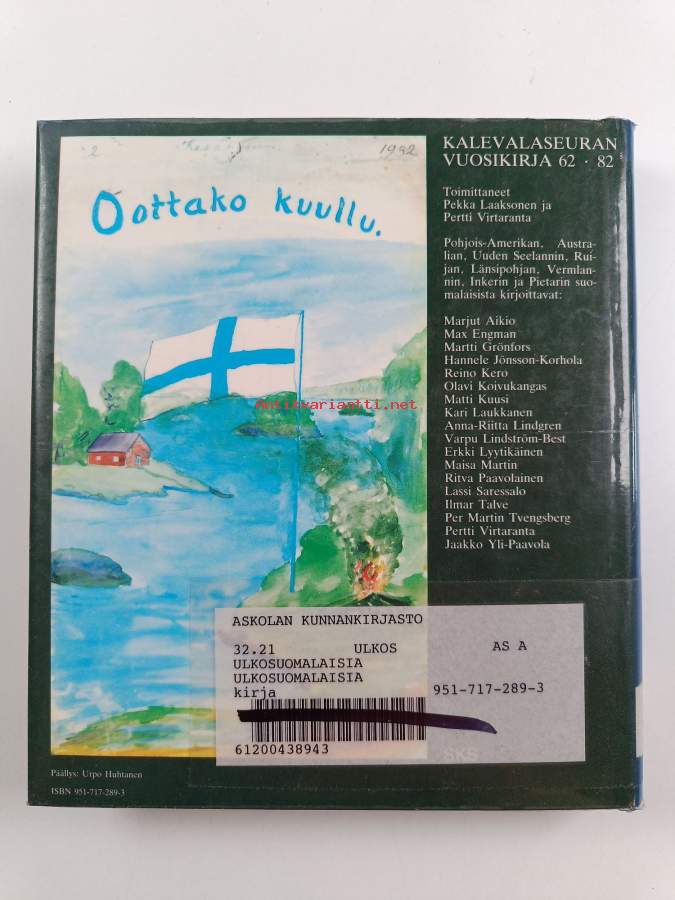 1942
Oottako kuullu.
KALEVALASEURAN
VUOSIKIRJA 62 · 82
Toimittaneet
Pekka Laaksonen ja
Pertti Virtaranta
Pohjois-Amerikan, Austra-
lian, Uuden Seelannin, Rui-
jan, Länsipohjan, Vermlan-
nin, Inkerin ja Pietarin suo-
malaisista kirjoittavat:
Marjut Aikio
Max Engman
Martti Grönfors
Hannele Jönsson-Korhola
Reino Kero
Olavi Koivukangas
Matti Kuusi
Kari Laukkanen
Anna-Riitta Lindgren
Varpu Lindström-Best
Erkki Lyytikäinen
Maisa Martin
Ritva Paavolainen
Lassi Saressalo
Ilmar Talve
Per Martin Tvengsberg
Pertti Virtaranta
Jaakko Yli-Paavola
Antikvariaatti.net
ASKOLAN KUNNANKIRJASTO
32.21 ULKOS AS A
ULKOSUOMALAISIA
ULKOSUOMALAISIA
kirja 951-717-289-3
61200438943
SKS
Päällys: Urpo Huhtanen
ISBN 951-717-289-3